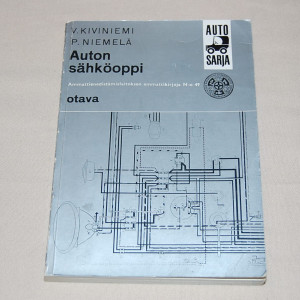 V. KIVINIEMI
P. NIEMELÄ
Auton
sähköoppi
otava
AUTO
SARJA